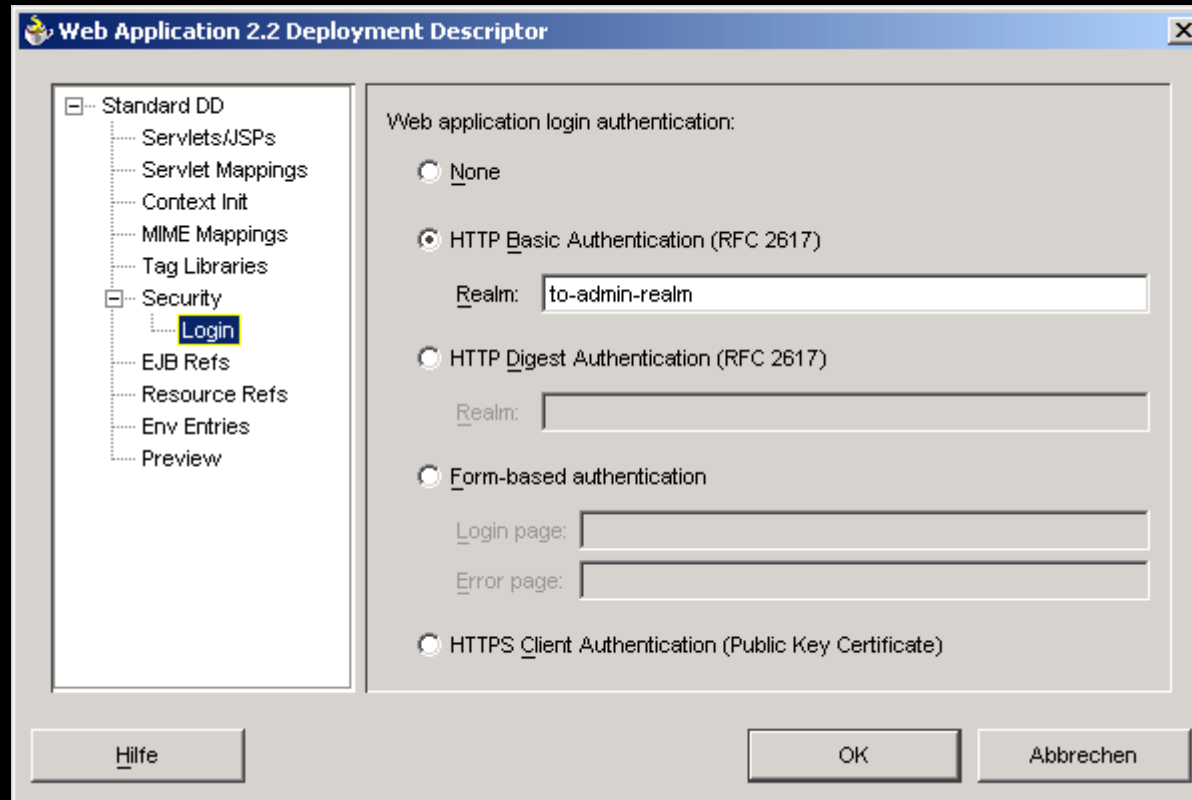 Web Application 2.2 Deployment Descriptor
Standard DD
Servlets/JSPs
Servlet Mappings
Context Init
MIME Mappings
Tag Libraries
Security
Login
EJB Refs
Resource Refs
Env Entries
Preview
Web application login authentication:
None
HTTP Basic Authentication (RFC 2617)
Realm: to-admin-realm
HTTP Digest Authentication (RFC 2617)
Realm:
Form-based authentication
Login page:
Error page:
HTTPS Client Authentication (Public Key Certificate)
Hilfe OK Abbrechen